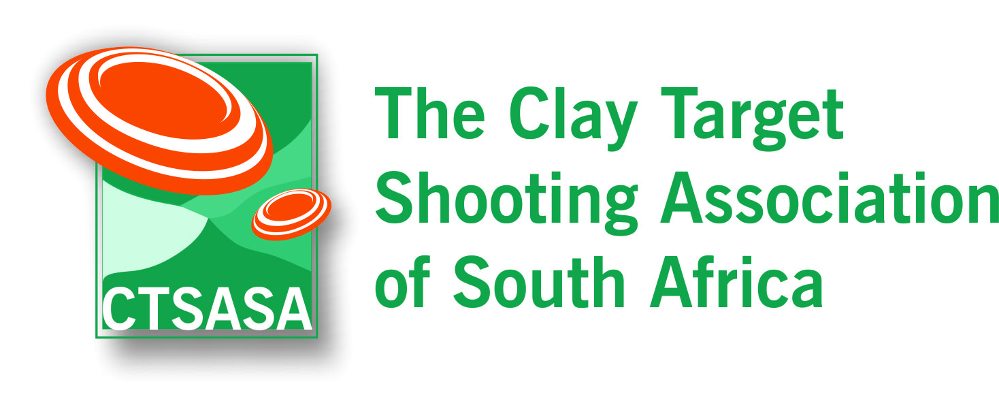 CTSASA
The Clay Target
Shooting Association
of South Africa